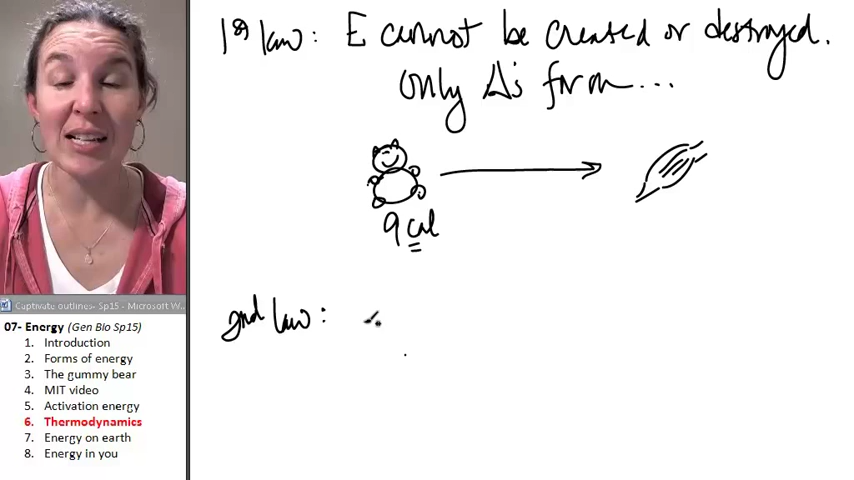 1st law: E cannot be created or destroyed.
only Δs form...
9 cal
2nd law:
Captivate outlines- Sp15 - Microsoft W...
07- Energy (Gen Bio Sp15)
1. Introduction
2. Forms of energy
3. The gummy bear
4. MIT video
5. Activation energy
6. Thermodynamics
7. Energy on earth
8. Energy in you